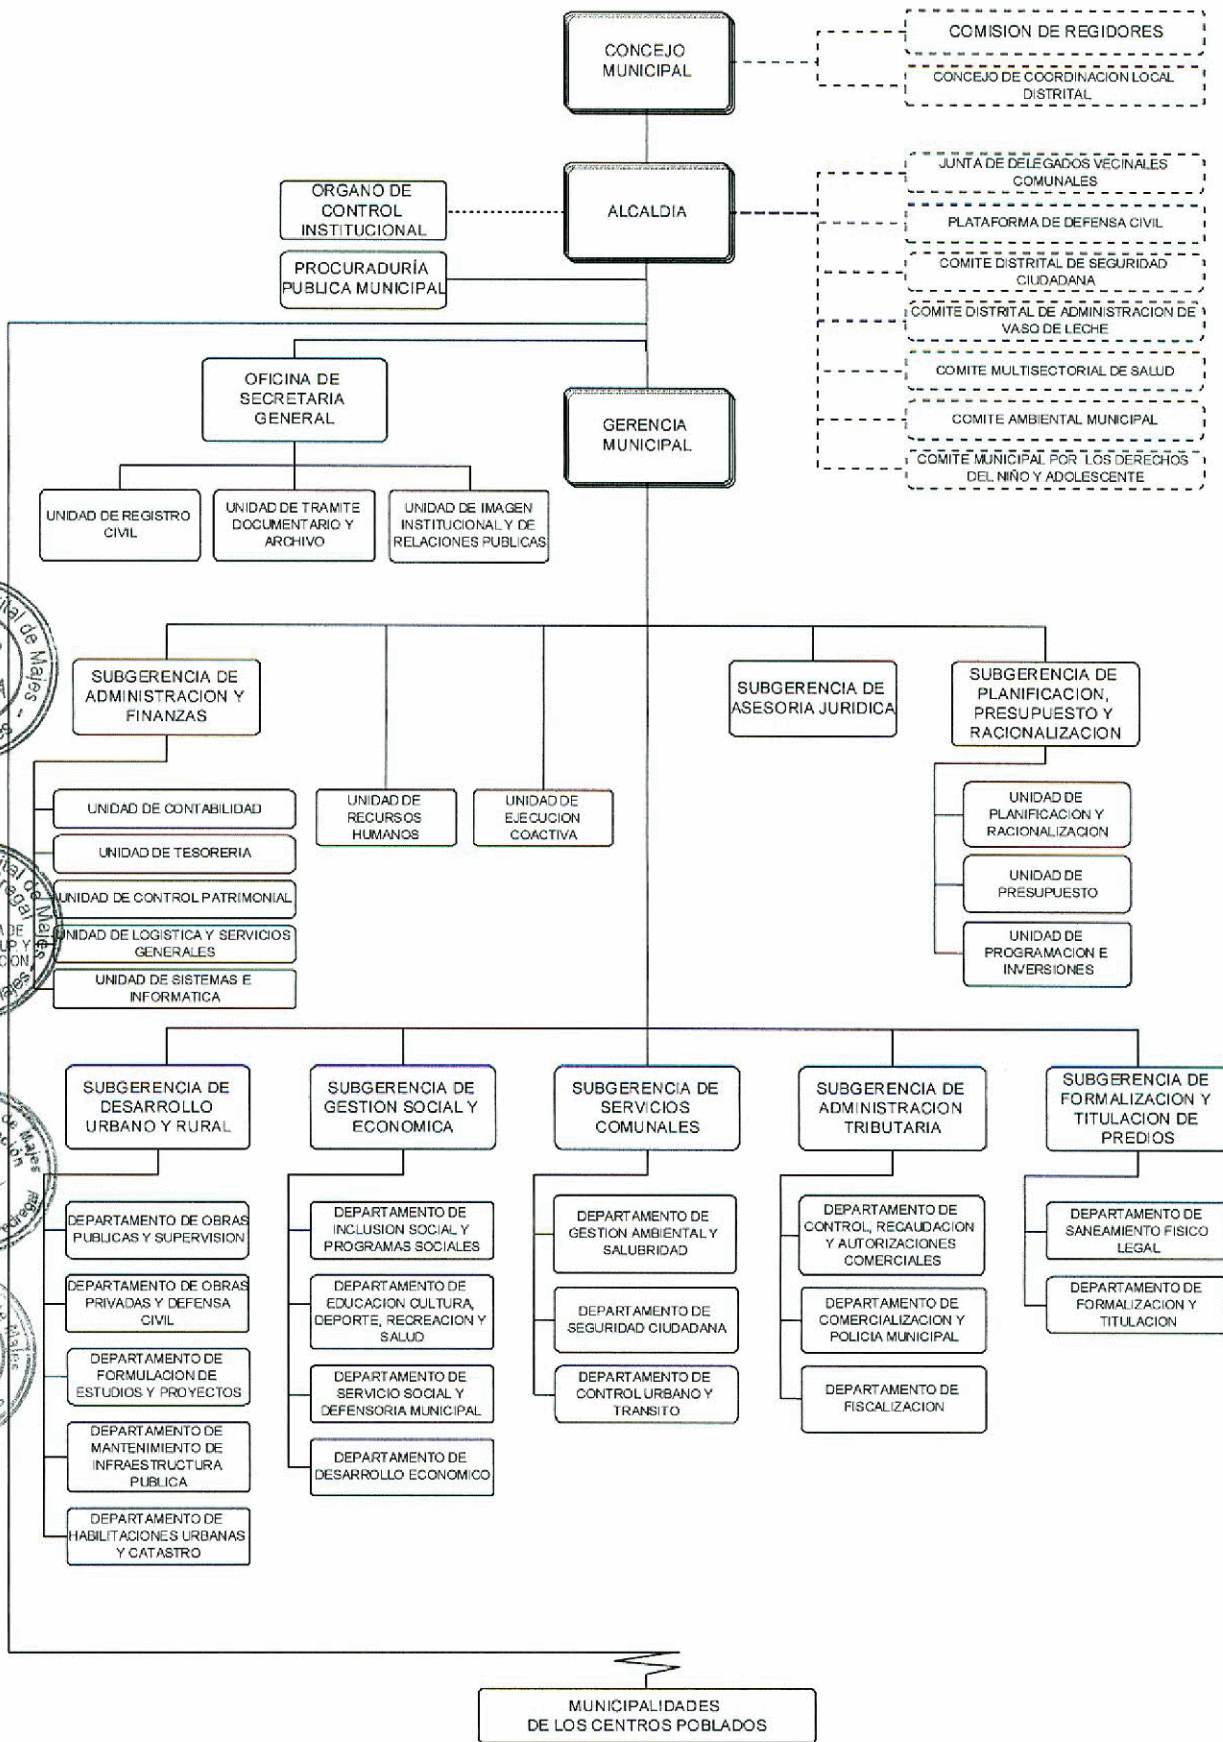 CONCEJO
MUNICIPAL
COMISION DE REGIDORES
CONCEJO DE COORDINACION LOCAL
DISTRITAL
ORGANO DE
CONTROL
INSTITUCIONAL
ALCALDIA
PROCURADURÍA
PUBLICA MUNICIPAL
JUNTA DE DELEGADOS VECINALES
COMUNALES
PLATAFORMA DE DEFENSA CIVIL
COMITE DISTRITAL DE SEGURIDAD
CIUDADANA
COMITE DISTRITAL DE ADMINISTRACION DE
VASO DE LECHE
COMITE MULTISECTORIAL DE SALUD
COMITE AMBIENTAL MUNICIPAL
COMITE MUNICIPAL POR LOS DERECHOS
DEL NIÑO Y ADOLESCENTE
OFICINA DE
SECRETARIA
GENERAL
GERENCIA
MUNICIPAL
UNIDAD DE REGISTRO
CIVIL
UNIDAD DE TRAMITE
DOCUMENTARIO Y
ARCHIVO
UNIDAD DE IMAGEN
INSTITUCIONAL Y DE
RELACIONES PUBLICAS
SUBGERENCIA DE
ADMINISTRACION Y
FINANZAS
SUBGERENCIA DE
ASESORIA JURIDICA
SUBGERENCIA DE
PLANIFICACION,
PRESUPUESTO Y
RACIONALIZACION
UNIDAD DE CONTABILIDAD
UNIDAD DE TESORERIA
UNIDAD DE CONTROL PATRIMONIAL
UNIDAD DE LOGISTICA Y SERVICIOS
GENERALES
UNIDAD DE SISTEMAS E
INFORMATICA
UNIDAD DE
RECURSOS
HUMANOS
UNIDAD DE
EJECUCION
COACTIVA
UNIDAD DE
PLANIFICACION Y
RACIONALIZACION
UNIDAD DE
PRESUPUESTO
UNIDAD DE
PROGRAMACION E
INVERSIONES
SUBGERENCIA DE
DESARROLLO
URBANO Y RURAL
DEPARTAMENTO DE OBRAS
PUBLICAS Y SUPERVISION
DEPARTAMENTO DE OBRAS
PRIVADAS Y DEFENSA
CIVIL
DEPARTAMENTO DE
FORMULACION DE
ESTUDIOS Y PROYECTOS
DEPARTAMENTO DE
MANTENIMIENTO DE
INFRAESTRUCTURA
PUBLICA
DEPARTAMENTO DE
HABILITACIONES URBANAS
Y CATASTRO
SUBGERENCIA DE
GESTION SOCIAL Y
ECONOMICA
DEPARTAMENTO DE
INCLUSION SOCIAL Y
PROGRAMAS SOCIALES
DEPARTAMENTO DE
EDUCACION CULTURA,
DEPORTE, RECREACION Y
SALUD
DEPARTAMENTO DE
SERVICIO SOCIAL Y
DEFENSORIA MUNICIPAL
DEPARTAMENTO DE
DESARROLLO ECONOMICO
SUBGERENCIA DE
SERVICIOS
COMUNALES
DEPARTAMENTO DE
GESTION AMBIENTAL Y
SALUBRIDAD
DEPARTAMENTO DE
SEGURIDAD CIUDADANA
DEPARTAMENTO DE
CONTROL URBANO Y
TRANSITO
SUBGERENCIA DE
ADMINISTRACION
TRIBUTARIA
DEPARTAMENTO DE
CONTROL, RECAUDACION
Y AUTORIZACIONES
COMERCIALES
DEPARTAMENTO DE
COMERCIALIZACION Y
POLICIA MUNICIPAL
DEPARTAMENTO DE
FISCALIZACION
SUBGERENCIA DE
FORMALIZACION Y
TITULACION DE
PREDIOS
DEPARTAMENTO DE
SANEAMIENTO FISICO
LEGAL
DEPARTAMENTO DE
FORMALIZACION Y
TITULACION
MUNICIPALIDADES
DE LOS CENTROS POBLADOS
de Majes
de Majes
de Majes
de Majes